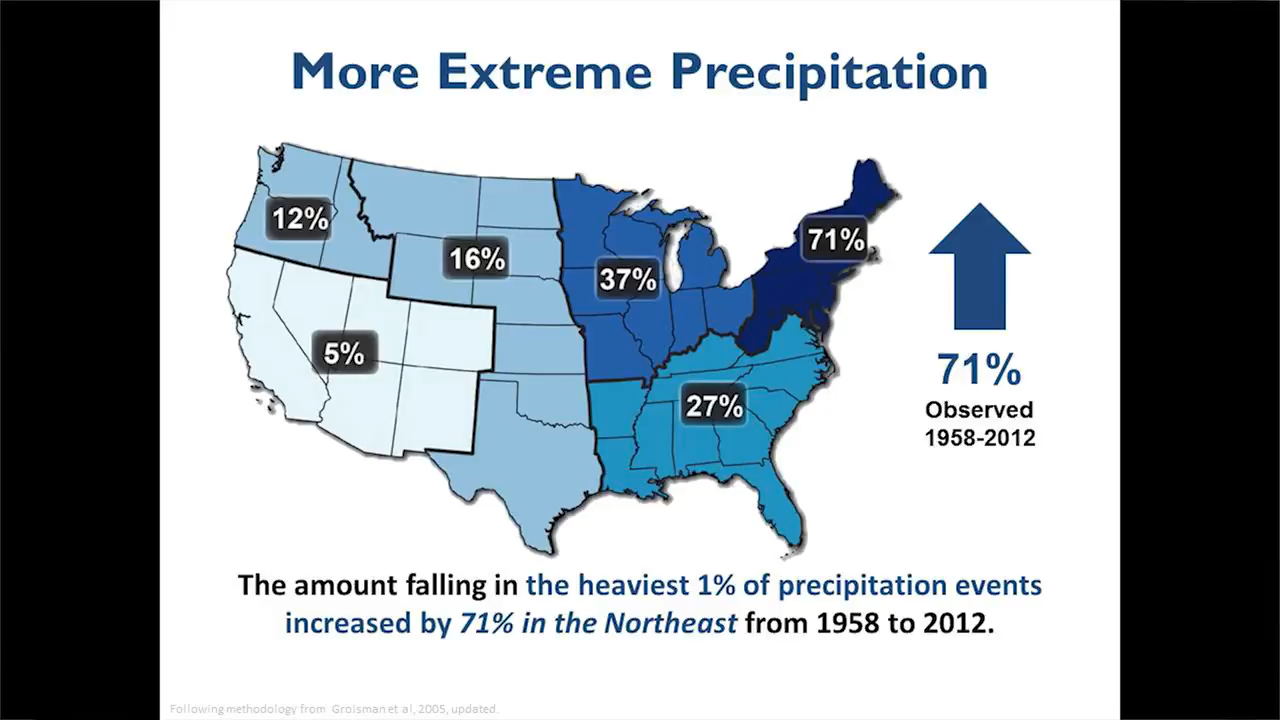 More Extreme Precipitation
12%
16%
37%
71%
5%
27%
71%
Observed
1958-2012
The amount falling in the heaviest 1% of precipitation events
increased by 71% in the Northeast from 1958 to 2012.
Following methodology from Groisman et al, 2005, updated.